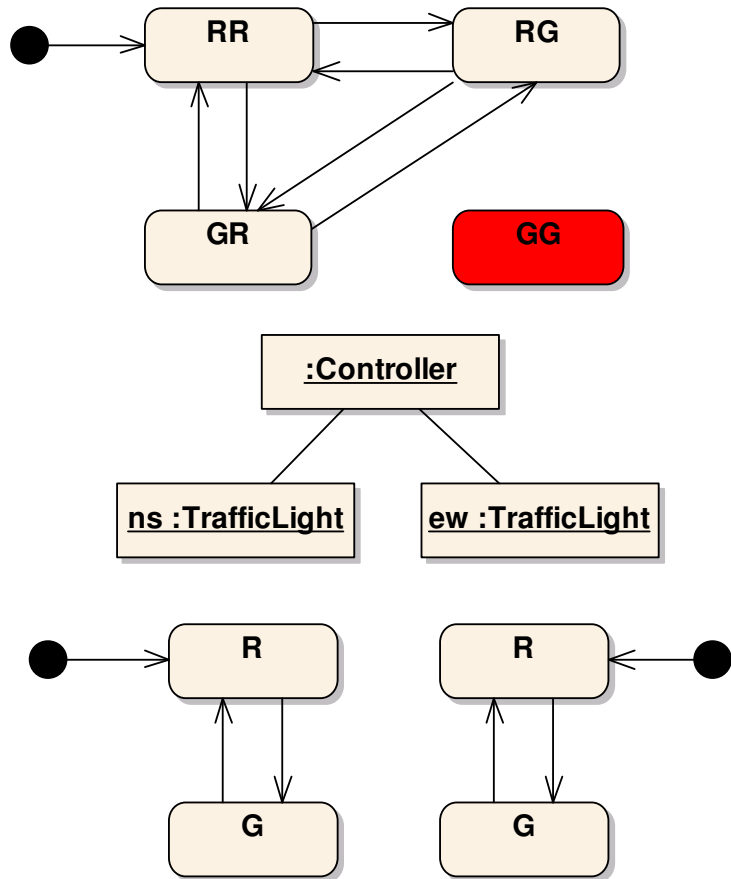 RR
RG
GR
GG
:Controller
ns :TrafficLight
ew :TrafficLight
R
R
G
G